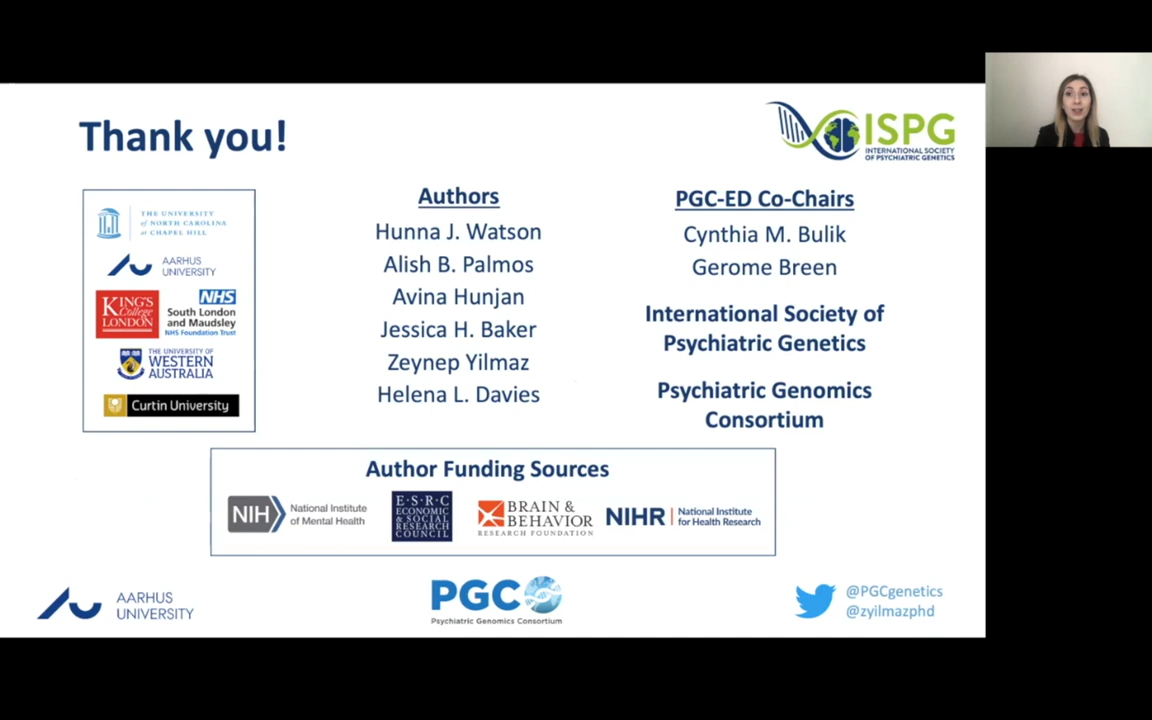 Thank you!
ISPG
INTERNATIONAL SOCIETY
OF PSYCHIATRIC GENETICS
THE UNIVERSITY
of NORTH CAROLINA
at CHAPEL HILL
AARHUS
UNIVERSITY
KING'S
College
LONDON
NHS
South London
and Maudsley
NHS Foundation Trust
THE UNIVERSITY OF
WESTERN
AUSTRALIA
Curtin University
Authors
Hunna J. Watson
Alish B. Palmos
Avina Hunjan
Jessica H. Baker
Zeynep Yilmaz
Helena L. Davies
PGC-ED Co-Chairs
Cynthia M. Bulik
Gerome Breen
International Society of
Psychiatric Genetics
Psychiatric Genomics
Consortium
Author Funding Sources
NIH
National Institute
of Mental Health
E·S·R·C
ECONOMIC
& SOCIAL
RESEARCH
COUNCIL
BRAIN &
BEHAVIOR
RESEARCH FOUNDATION
NIHR
National Institute
for Health Research
AARHUS
UNIVERSITY
PGC
Psychiatric Genomics Consortium
@PGCgenetics
@zyilmazphd